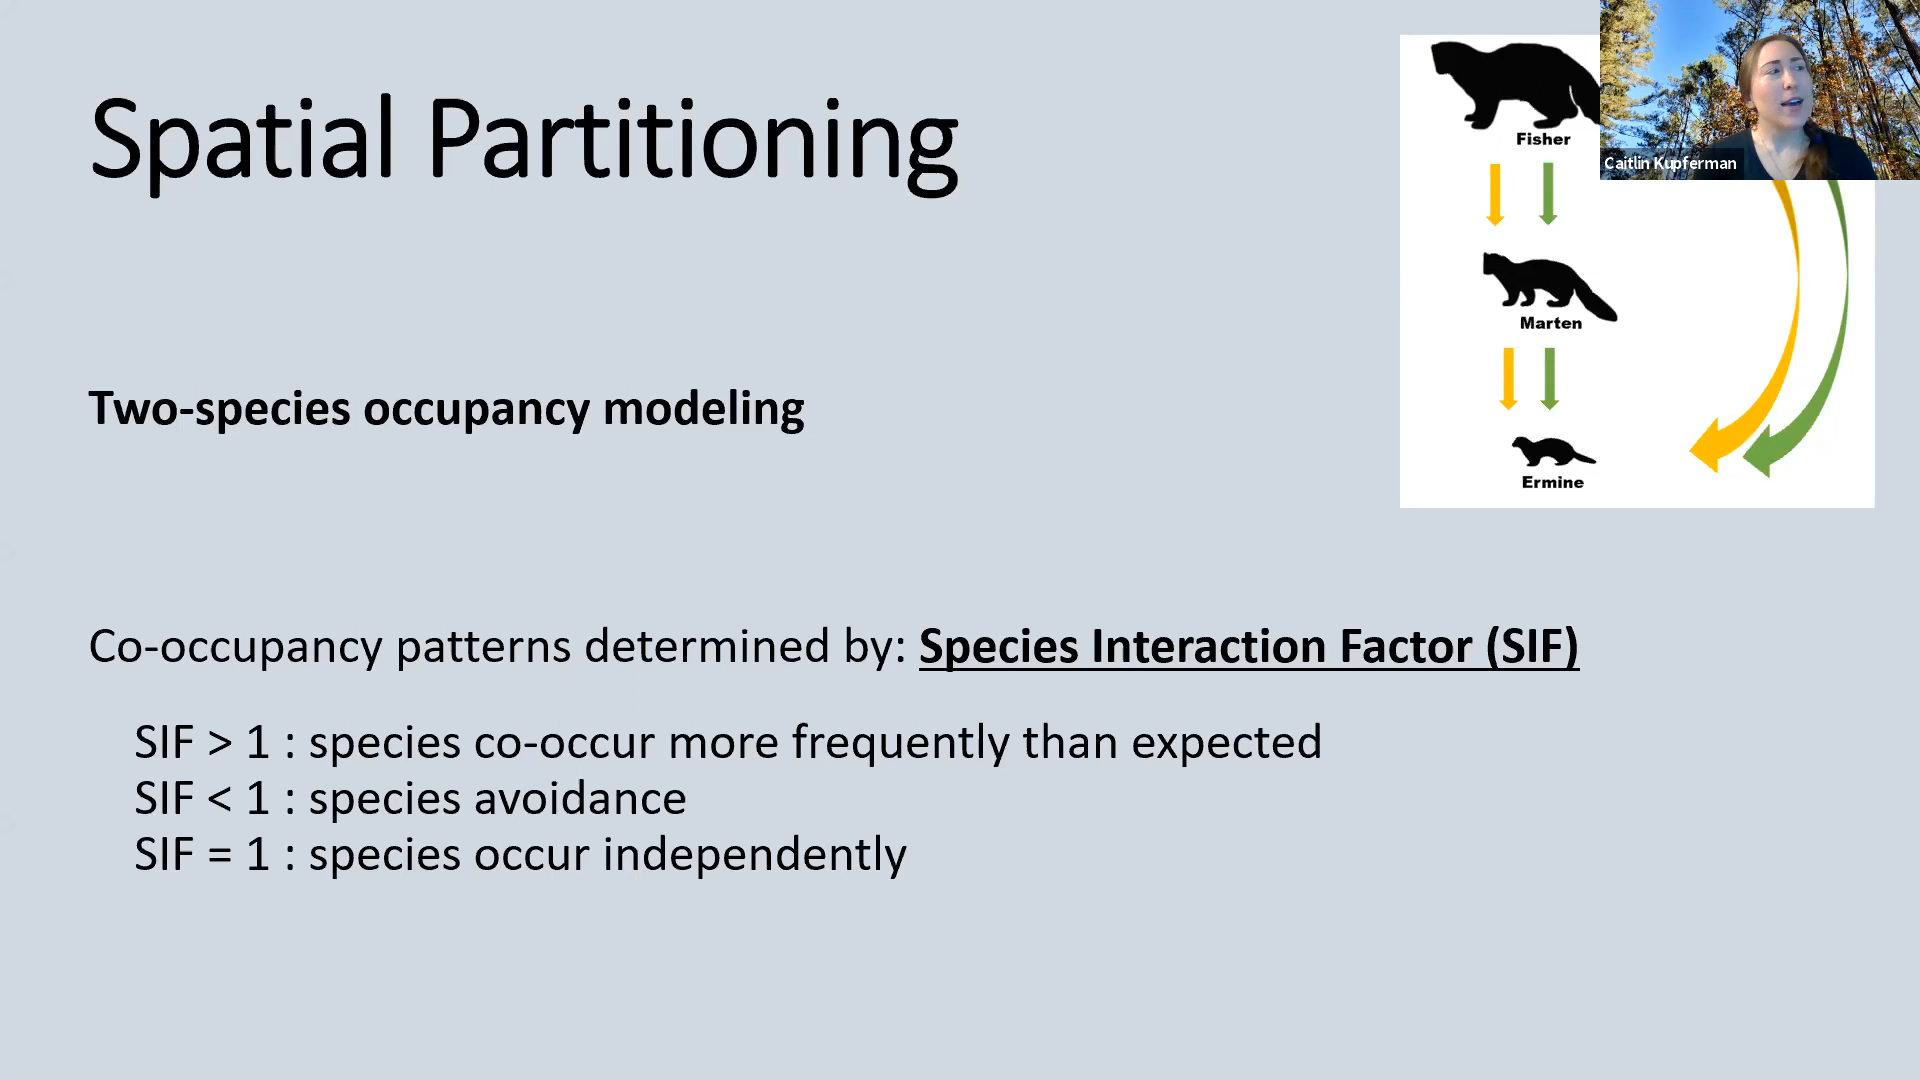 Spatial Partitioning
Fisher
Caitlin Kupferman
Marten
Two-species occupancy modeling
Ermine
Co-occupancy patterns determined by: Species Interaction Factor (SIF)
SIF > 1 : species co-occur more frequently than expected
SIF < 1 : species avoidance
SIF = 1 : species occur independently